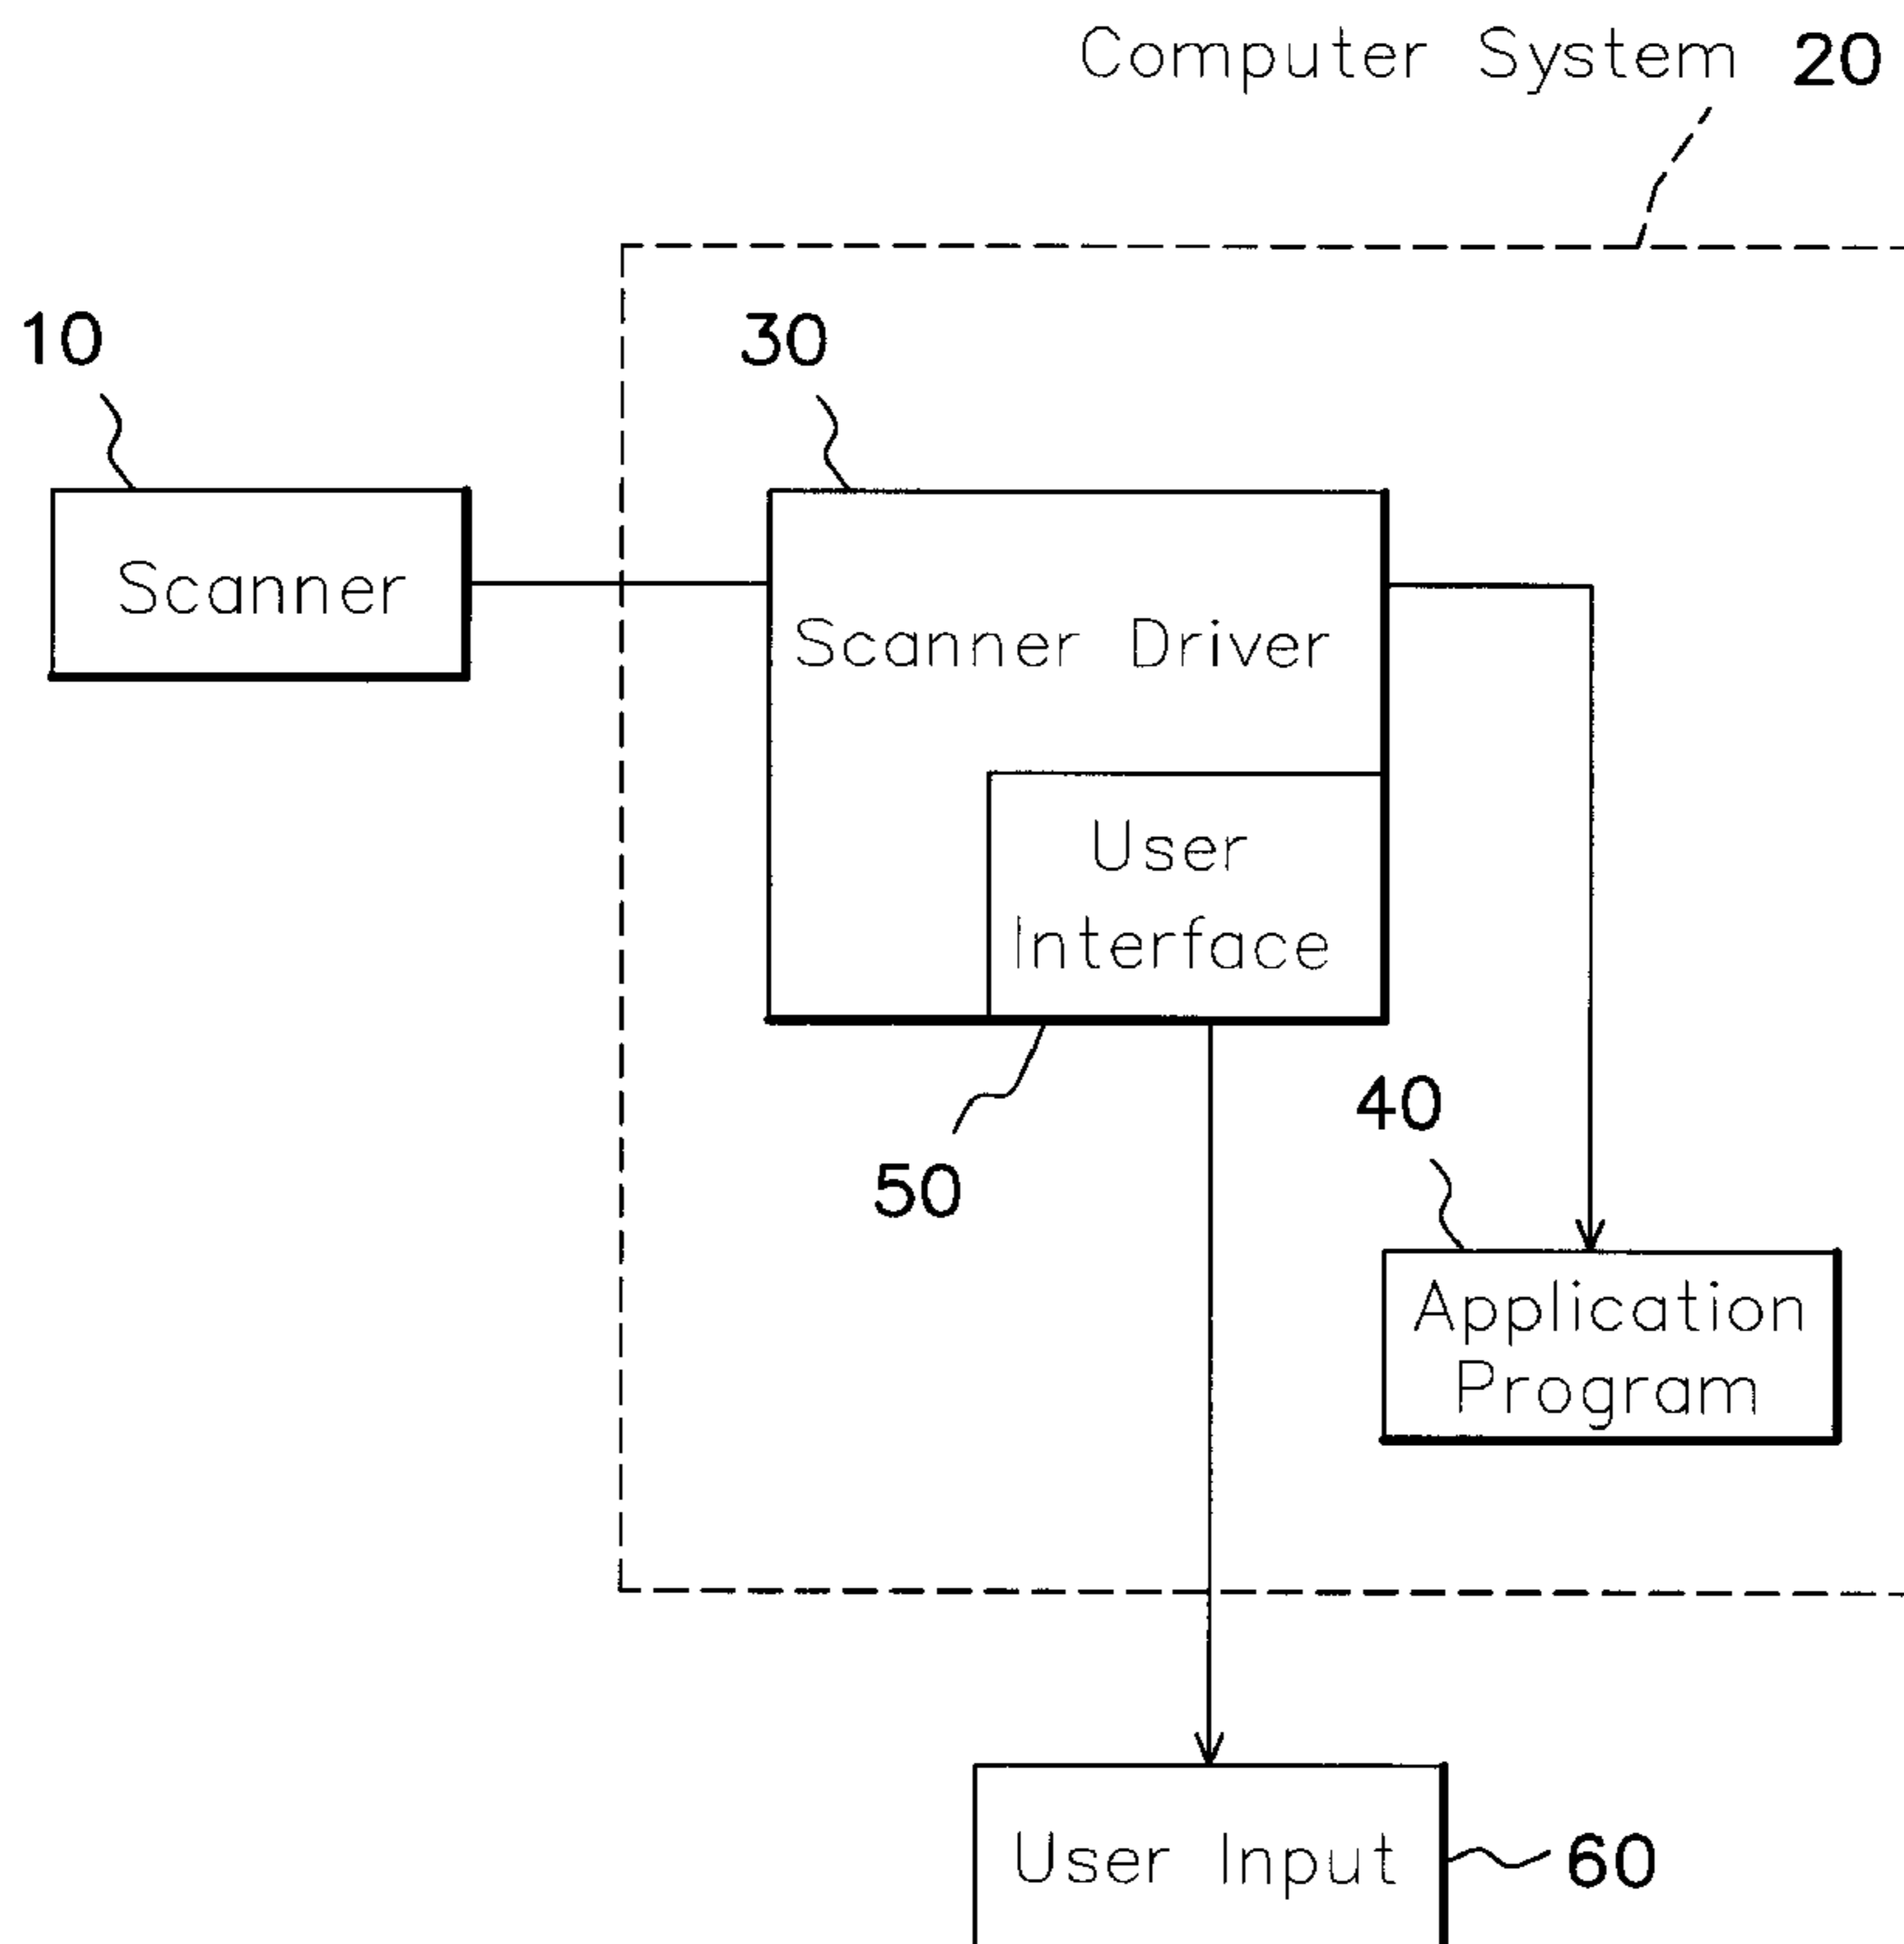 Computer System 20
10
30
Scanner
Scanner Driver
User
Interface
40
50
Application
Program
User Input
60